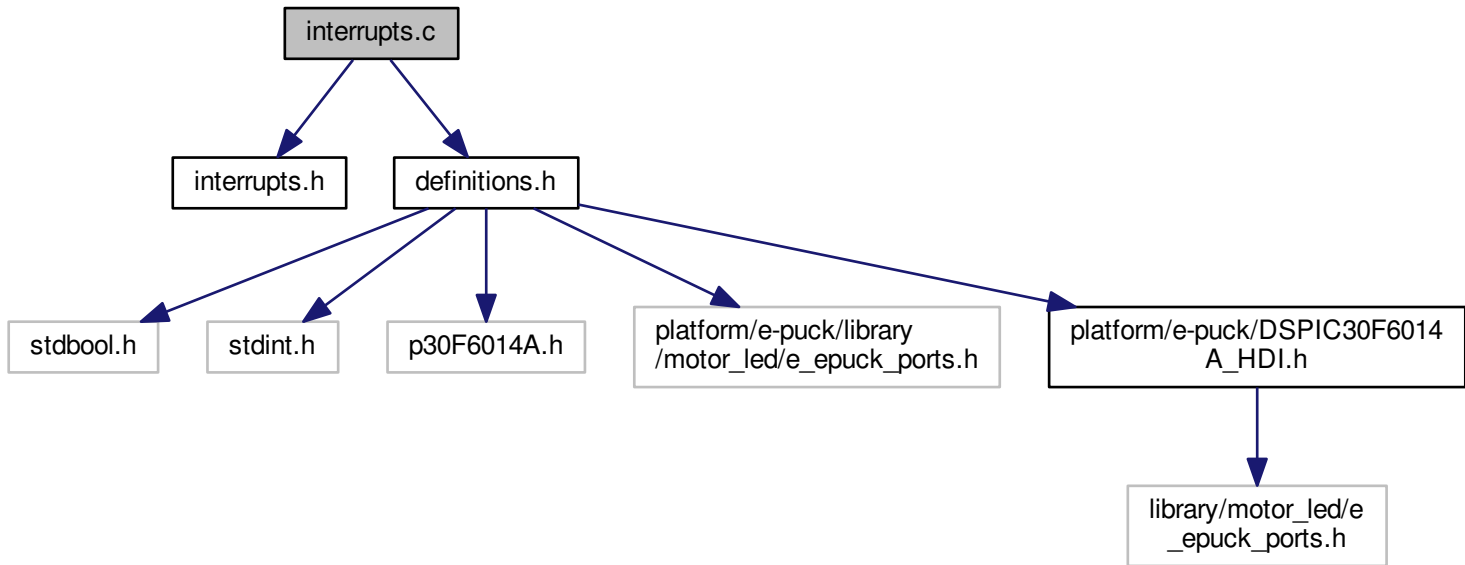 interrupts.c
interrupts.h
definitions.h
stdbool.h
stdint.h
p30F6014A.h
platform/e-puck/library
/motor_led/e_epuck_ports.h
platform/e-puck/DSPIC30F6014
A_HDI.h
library/motor_led/e
_epuck_ports.h